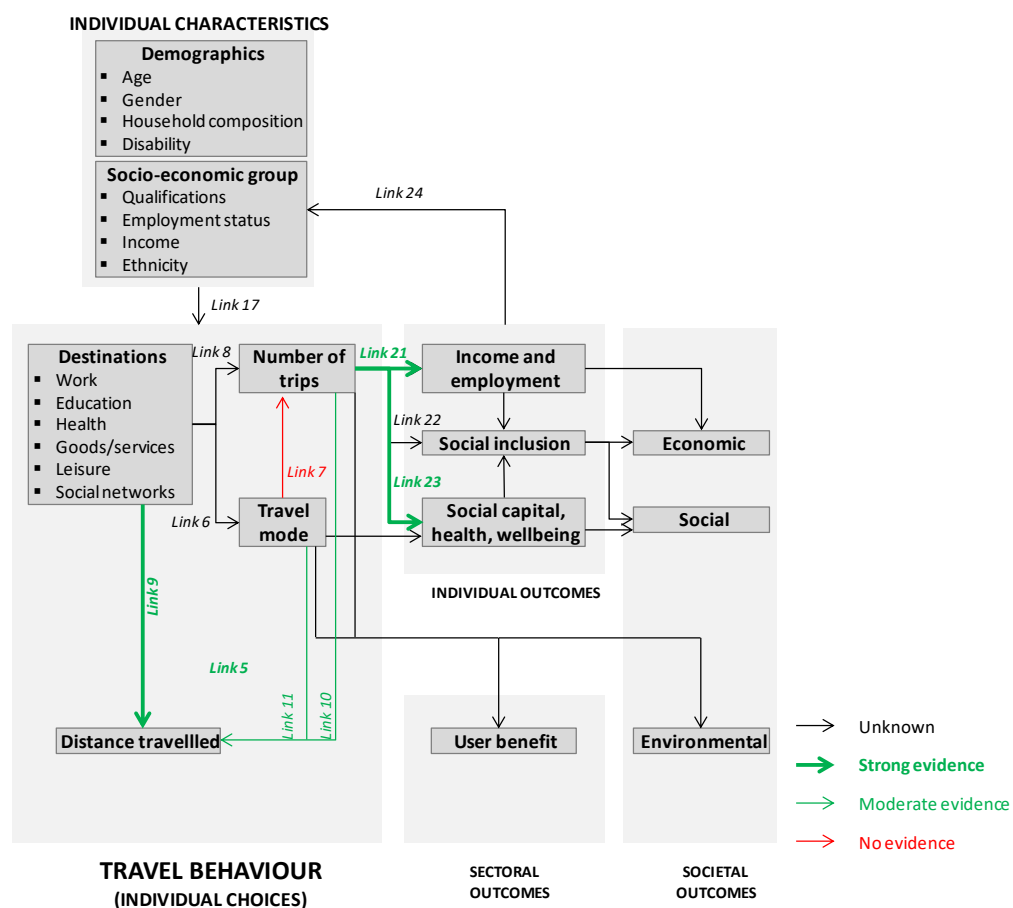 INDIVIDUAL CHARACTERISTICS
Demographics
▪ Age
▪ Gender
▪ Household composition
▪ Disability
Socio-economic group
▪ Qualifications
▪ Employment status
▪ Income
▪ Ethnicity
Link 24
Link 17
Destinations
▪ Work
▪ Education
▪ Health
▪ Goods/services
▪ Leisure
▪ Social networks
Link 8
Number of
trips
Link 21
Income and
employment
Link 22
Social inclusion
Economic
Link 7
Link 23
Link 6
Travel
mode
Social capital,
health, wellbeing
Social
INDIVIDUAL OUTCOMES
Link 9
Link 5
Link 11
Link 10
Distance travellled
User benefit
Environmental
Unknown
Strong evidence
Moderate evidence
No evidence
TRAVEL BEHAVIOUR
(INDIVIDUAL CHOICES)
SECTORAL
OUTCOMES
SOCIETAL
OUTCOMES